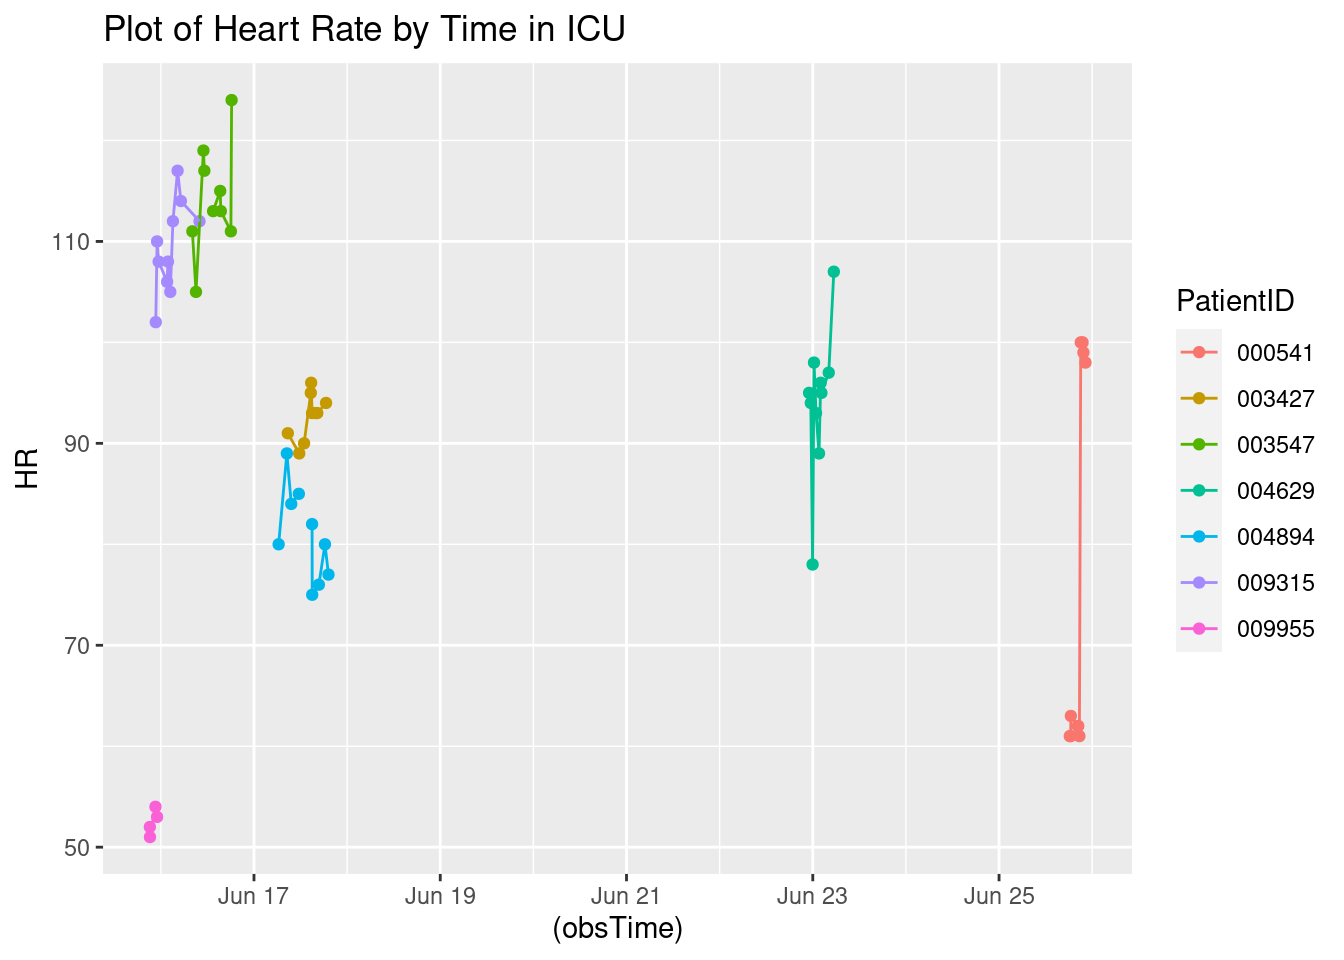 Plot of Heart Rate by Time in ICU
HR
110
90
70
50
Jun 17
Jun 19
Jun 21
Jun 23
Jun 25
(obsTime)
PatientID
000541
003427
003547
004629
004894
009315
009955